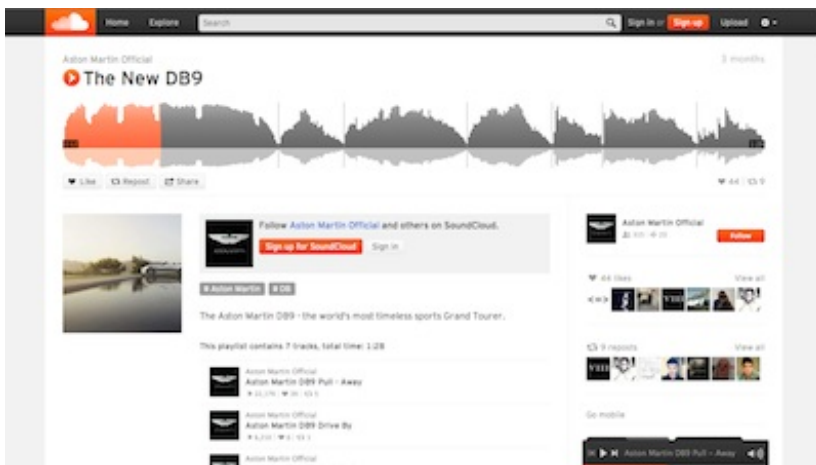 Home Explore Search Sign in or Sign up Upload
Aston Martin Official
3 months
The New DB9
Like Repost Share
44 9
Follow Aston Martin Official and others on SoundCloud.
Sign up for SoundCloud Sign in
# Aston Martin # DB
The Aston Martin DB9 - the world's most timeless sports Grand Tourer.
This playlist contains 7 tracks, total time: 1:28
Aston Martin Official
Aston Martin DB9 Pull - Away
Aston Martin Official
Aston Martin DB9 Drive By
Aston Martin Official
Aston Martin Official
Follow
44 likes View all
VIII
9 reposts View all
VIII
Go mobile
Aston Martin DB9 Pull - Away